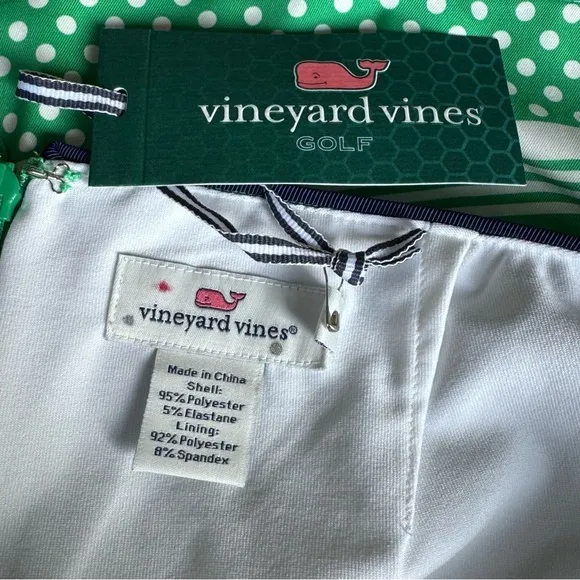 vineyard vines
GOLF
vineyard vines®
Made in China
Shell:
95% Polyester
5% Elastane
Lining:
92% Polyester
8% Spandex